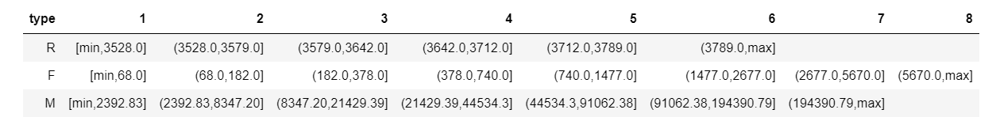 type 1 2 3 4 5 6 7 8
R [min,3528.0] (3528.0,3579.0] (3579.0,3642.0] (3642.0,3712.0] (3712.0,3789.0] (3789.0,max]
F [min,68.0] (68.0,182.0] (182.0,378.0] (378.0,740.0] (740.0,1477.0] (1477.0,2677.0] (2677.0,5670.0] (5670.0,max]
M [min,2392.83] (2392.83,8347.20] (8347.20,21429.39] (21429.39,44534.3] (44534.3,91062.38] (91062.38,194390.79] (194390.79,max]